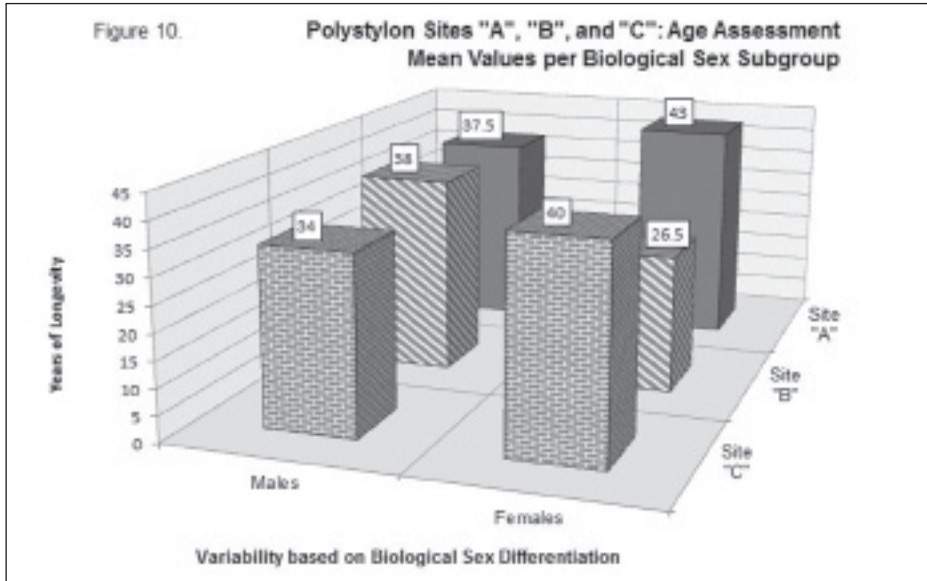 Figure 10.
Polystylon Sites "A", "B", and "C": Age Assessment
Mean Values per Biological Sex Subgroup
37.5
43
38
34
40
26.5
45
40
35
30
25
20
15
10
5
0
Years of Longevity
Site
"A"
Site
"B"
Site
"C"
Males
Females
Variability based on Biological Sex Differentiation